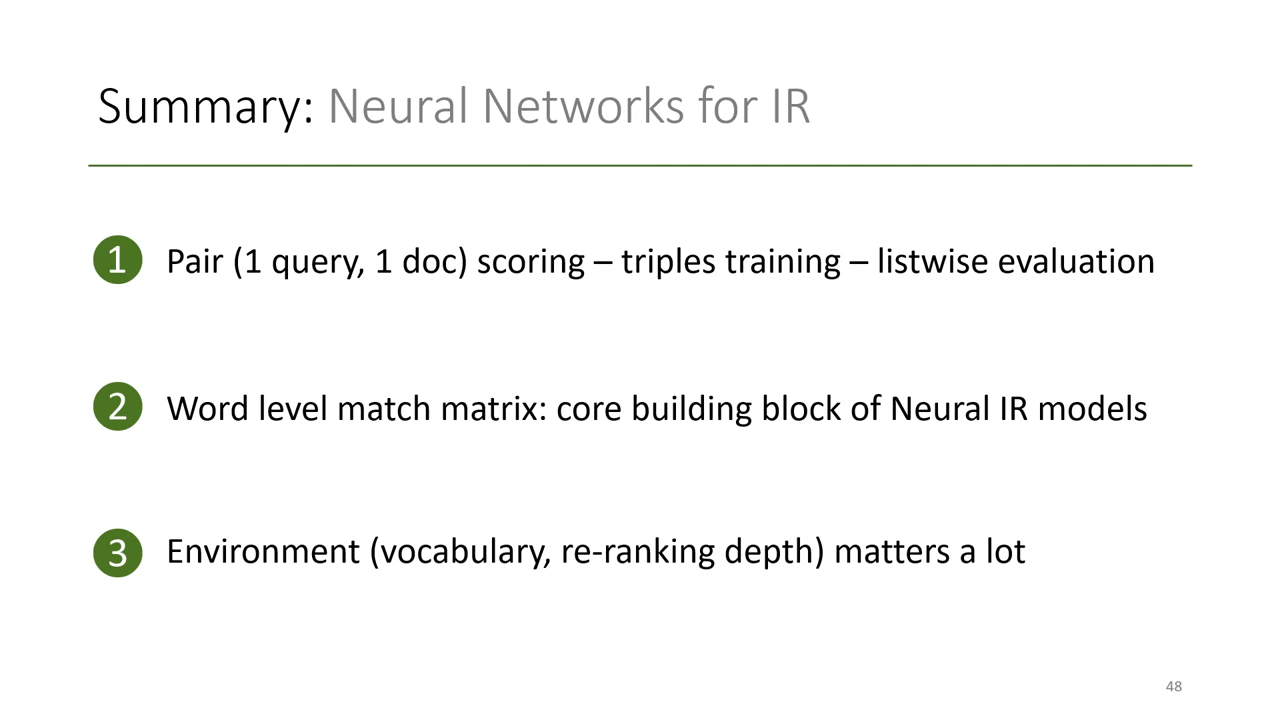 Summary: Neural Networks for IR
1 Pair (1 query, 1 doc) scoring – triples training – listwise evaluation
2 Word level match matrix: core building block of Neural IR models
3 Environment (vocabulary, re-ranking depth) matters a lot
48